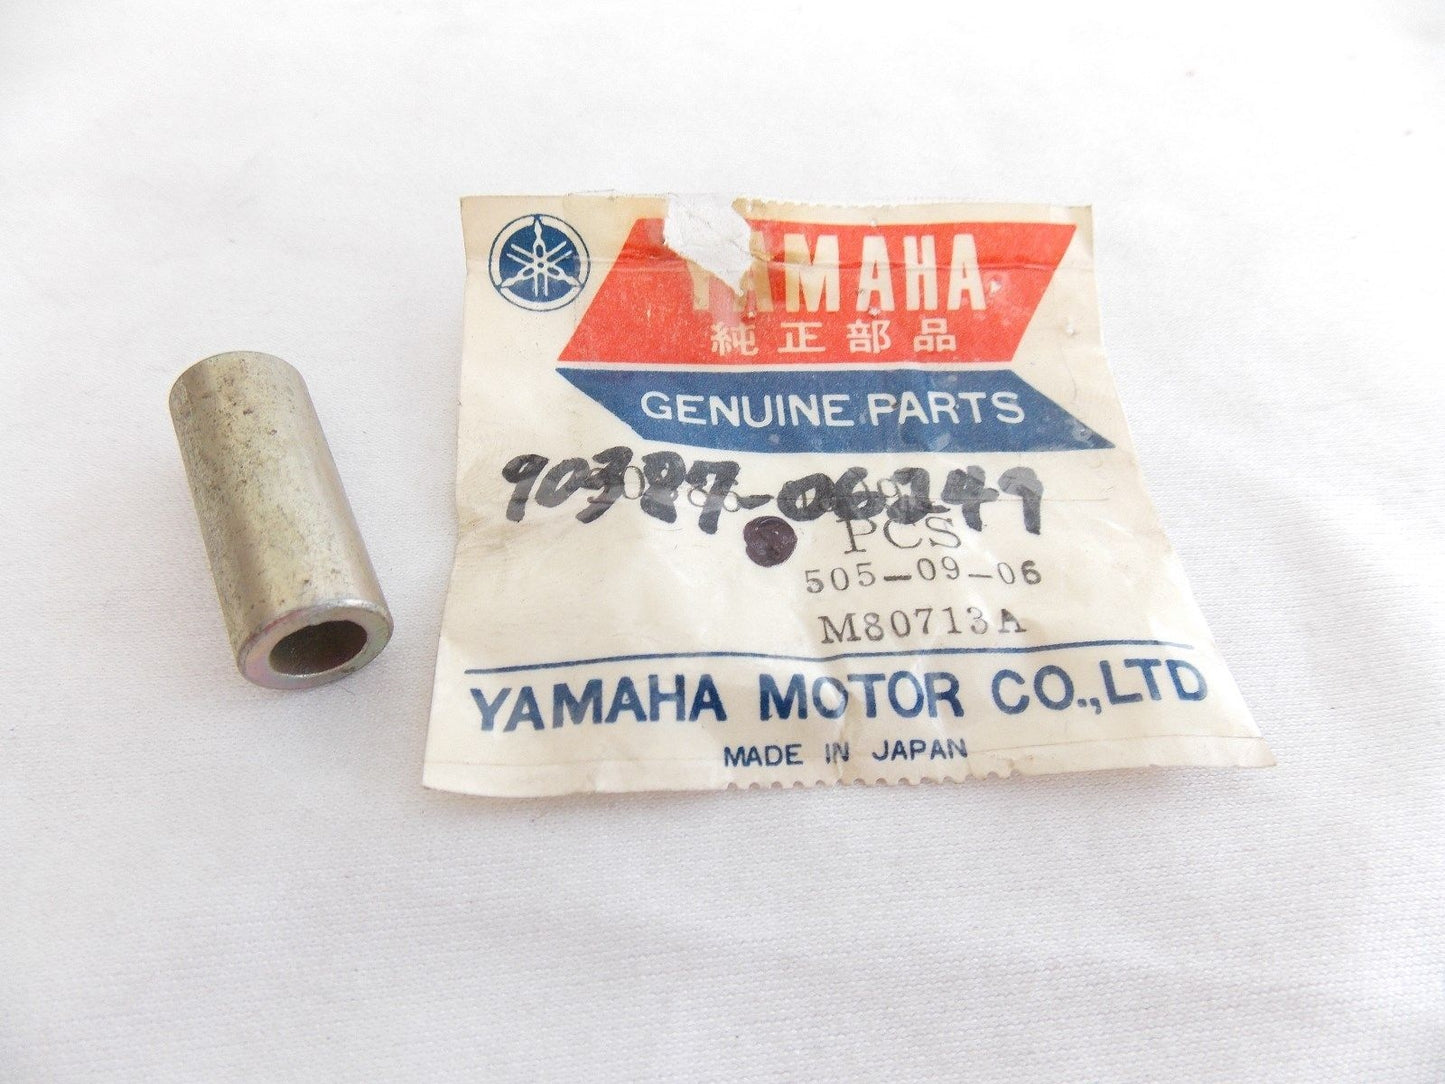 YAMAHA
純正部品
GENUINE PARTS
90387-06249
PCS
505-09-06
M80713A
YAMAHA MOTOR CO.,LTD
MADE IN JAPAN